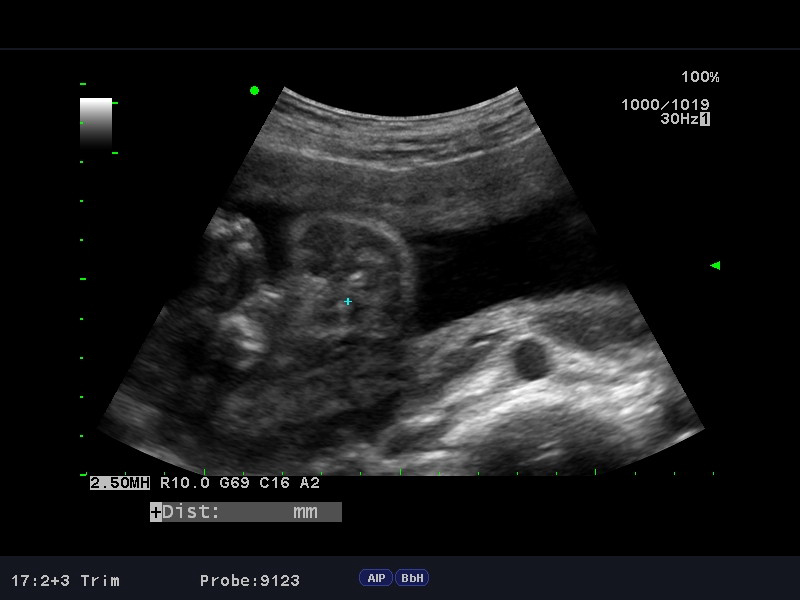 100%
1000/1019
30Hz1
2.50MH R10.0 G69 C16 A2
+Dist: mm
17:2+3 Trim Probe:9123 AIP BbH